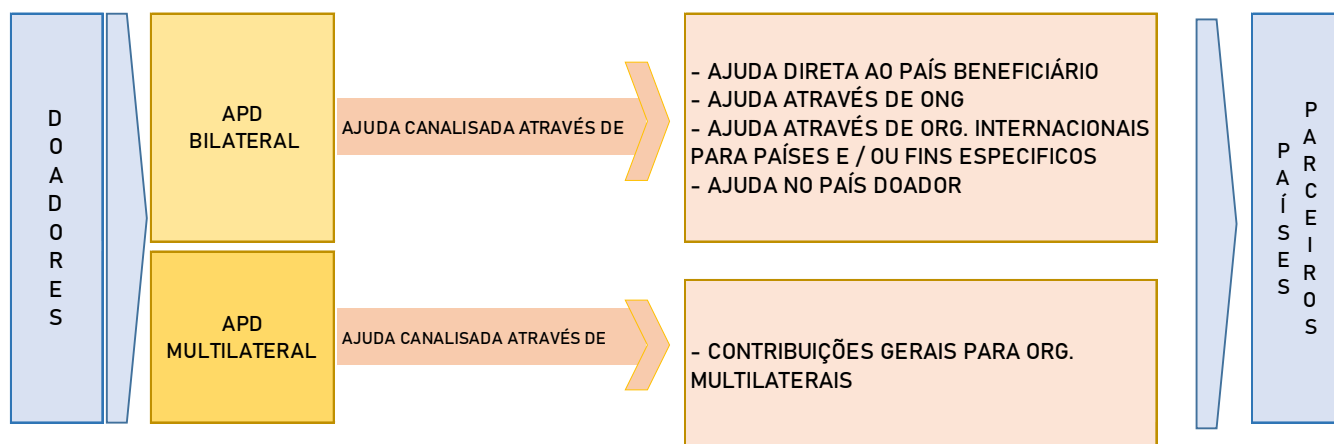 DOADORES
APD
BILATERAL
AJUDA CANALISADA ATRAVÉS DE
- AJUDA DIRETA AO PAÍS BENEFICIÁRIO
- AJUDA ATRAVÉS DE ONG
- AJUDA ATRAVÉS DE ORG. INTERNACIONAIS
PARA PAÍSES E / OU FINS ESPECIFICOS
- AJUDA NO PAÍS DOADOR
APD
MULTILATERAL
AJUDA CANALISADA ATRAVÉS DE
- CONTRIBUIÇÕES GERAIS PARA ORG.
MULTILATERAIS
PAÍSES
PARCEIROS